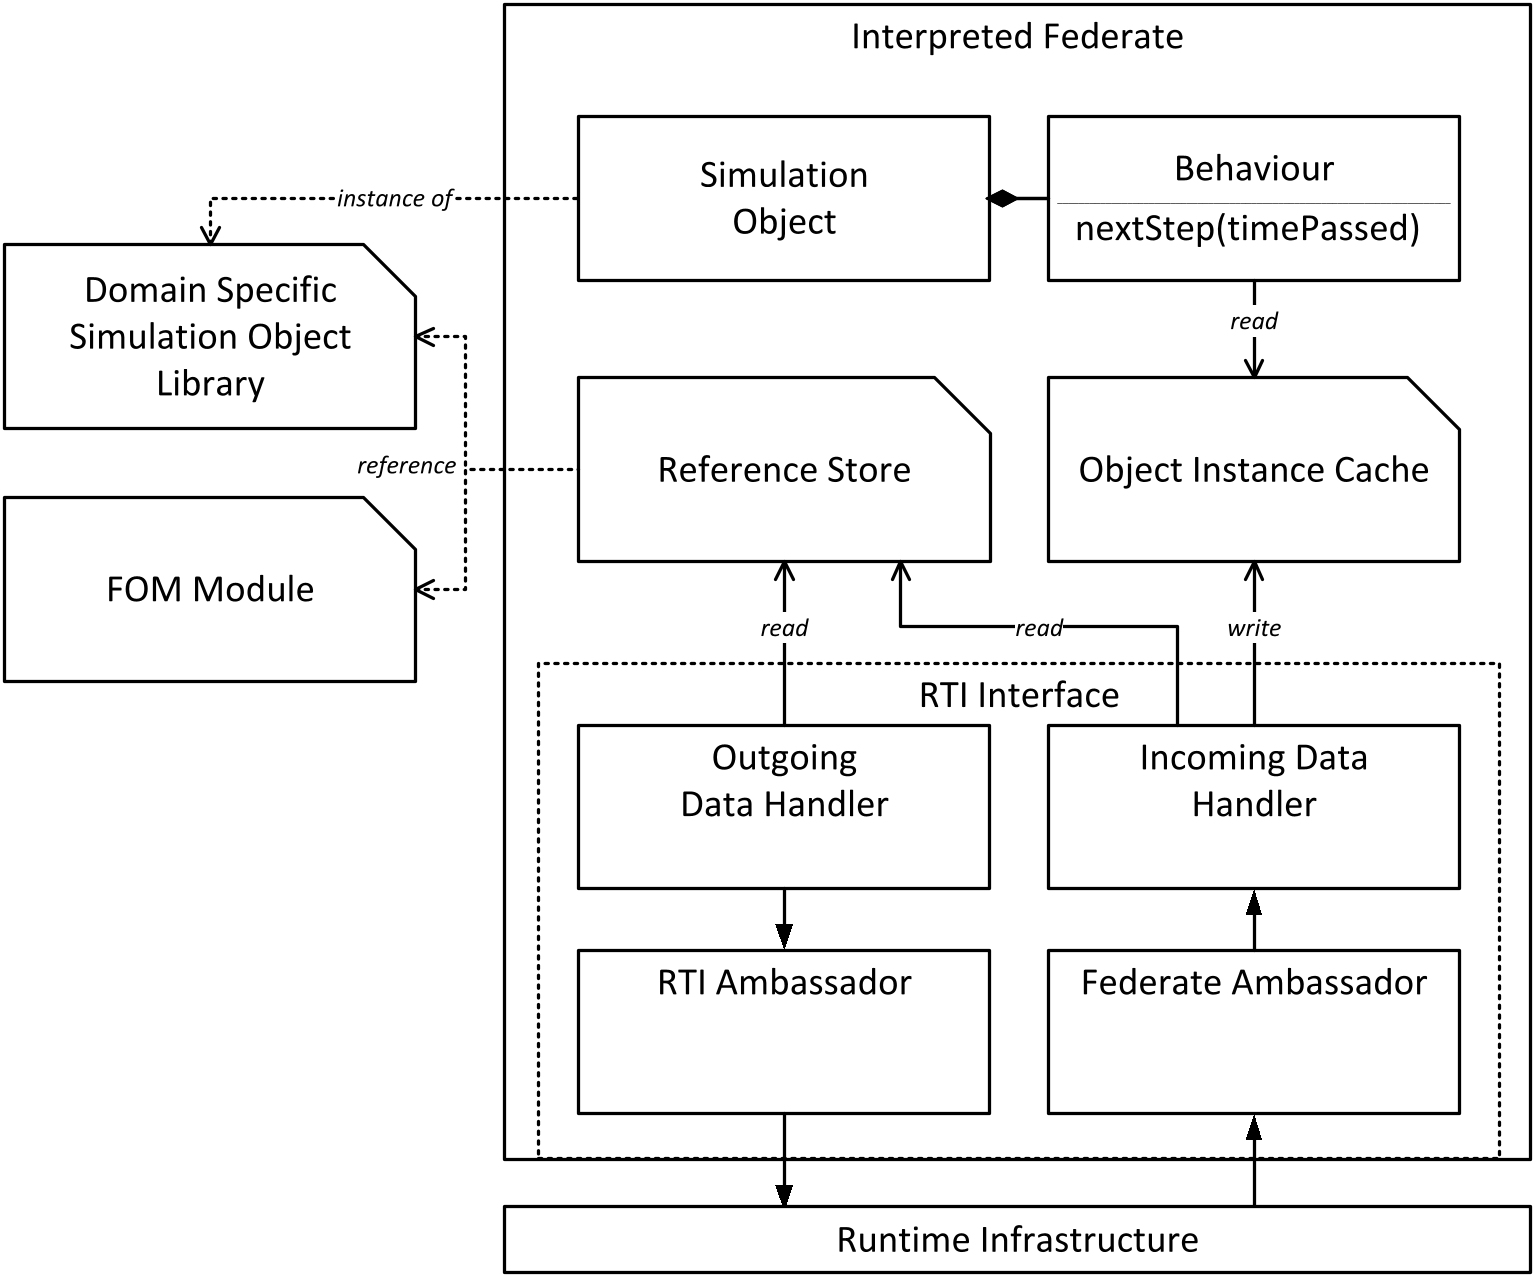 Interpreted Federate
Simulation
Object
Behaviour
nextStep(timePassed)
instance of
Domain Specific
Simulation Object
Library
read
reference
Reference Store
Object Instance Cache
FOM Module
read
read
write
RTI Interface
Outgoing
Data Handler
Incoming Data
Handler
RTI Ambassador
Federate Ambassador
Runtime Infrastructure